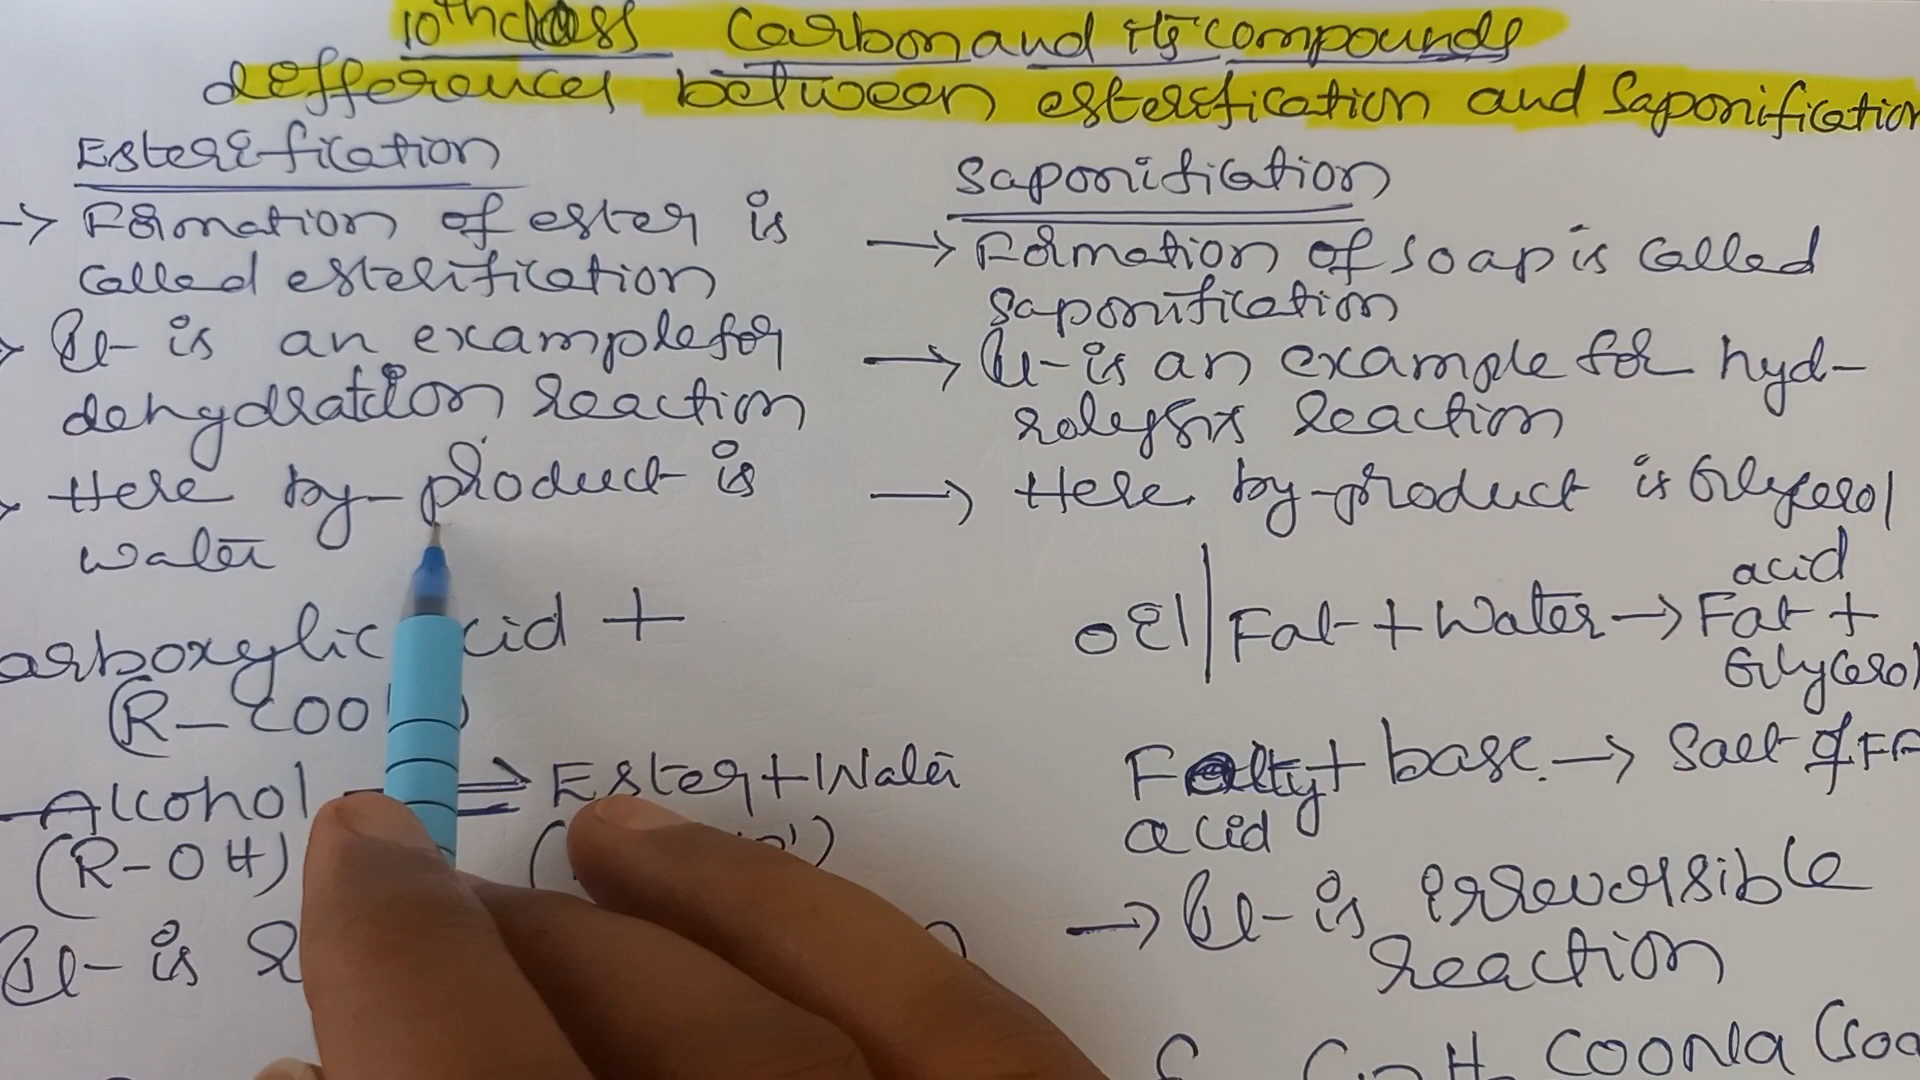 10th class Carbon and its compounds
differences between esterification and Saponification
Esterification
→ Formation of ester is
called esterification
→ It is an example for
dehydration reaction
→ Here by-product is
water
arboxylic cid +
(R-COO
Alcohol ⇌ Ester + Water
(R-OH)
It is
Saponification
→ Formation of soap is called
saponification
→ It is an example for hyd-
rolysis reaction
→ Here by-product is Glycerol
oil | Fat + Water → Fat +
acid
Glycerol
Fatty + base → Salt of FA
acid
→ It is irreversible
reaction
COONa (soa